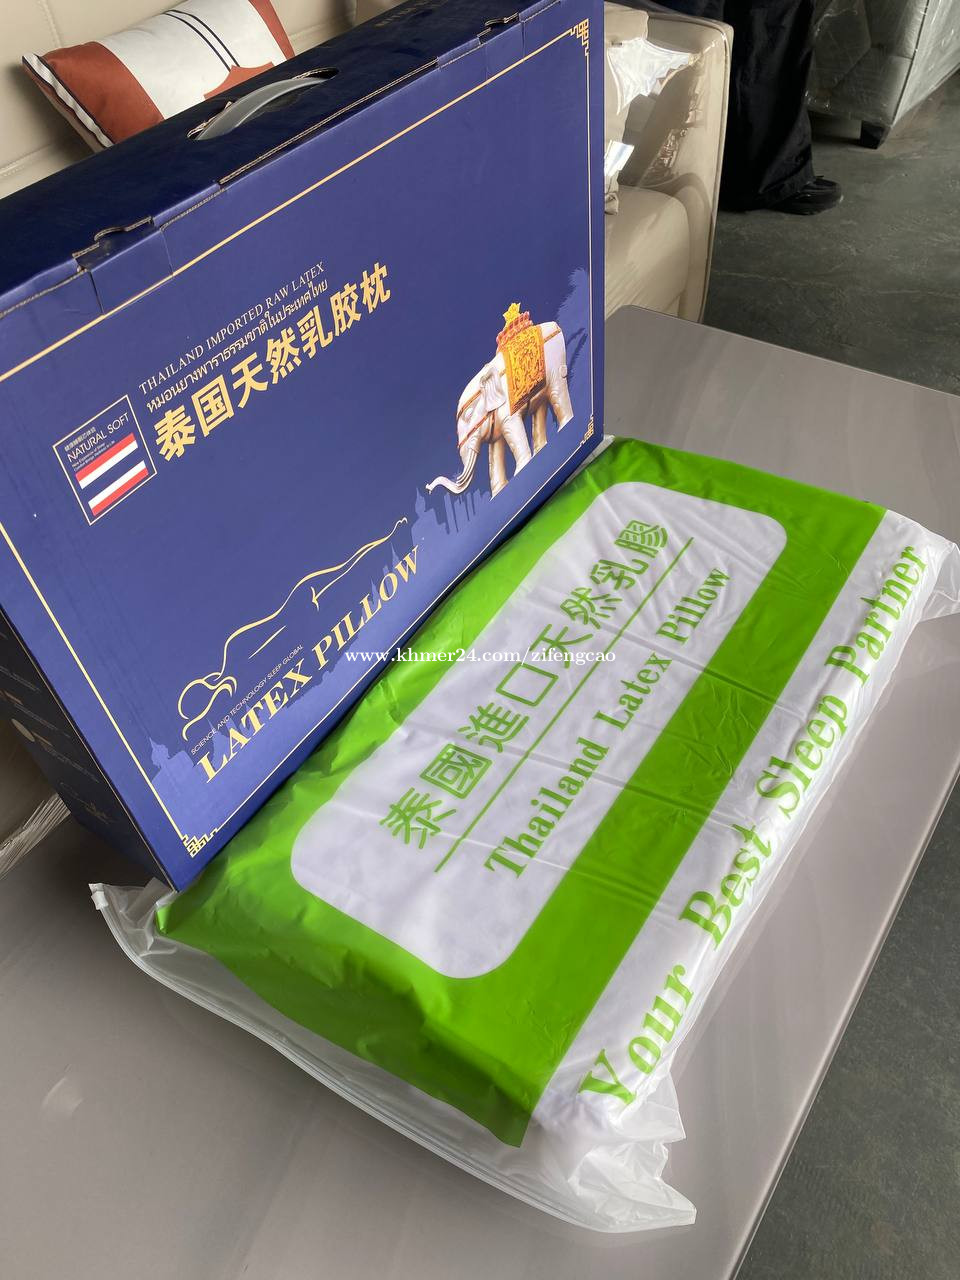 THAILAND IMPORTED RAW LATEX
หมอนยางพาราธรรมชาติในประเทศไทย
泰国天然乳胶枕
NATURAL SOFT
SCIENCE AND TECHNOLOGY SLEEP GLOBAL
LATEX PILLOW
www.khmer24.com/zifengcao
泰國進口天然乳膠
Thailand Latex Pillow
Your Best Sleep Partner